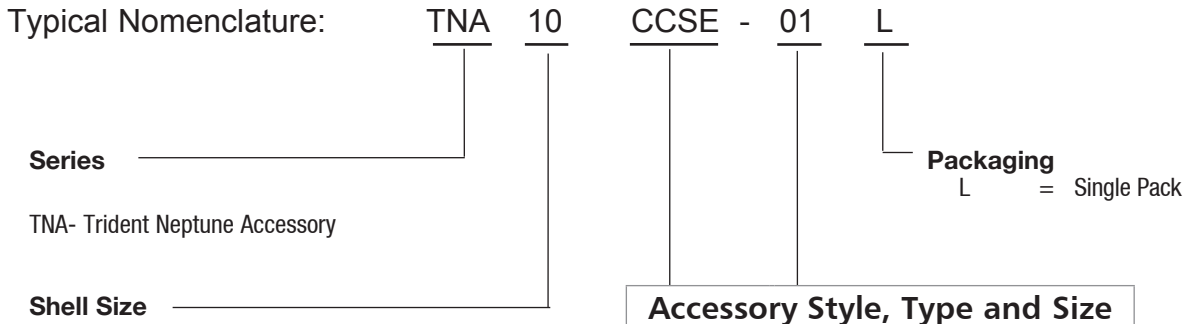 Typical Nomenclature: TNA 10 CCSE - 01 L
Series
Packaging
L = Single Pack
TNA- Trident Neptune Accessory
Shell Size
Accessory Style, Type and Size